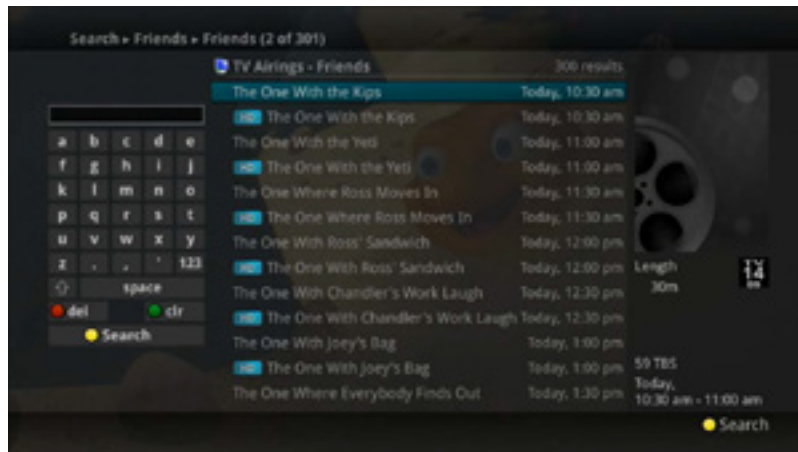 Search ▸ Friends ▸ Friends (2 of 301)
TV Airings - Friends 300 results
The One With the Kips Today, 10:30 am
HD The One With the Kips Today, 10:30 am
The One With the Yeti Today, 11:00 am
HD The One With the Yeti Today, 11:00 am
The One Where Ross Moves In Today, 11:30 am
HD The One Where Ross Moves In Today, 11:30 am
The One With Ross' Sandwich Today, 12:00 pm
HD The One With Ross' Sandwich Today, 12:00 pm
The One With Chandler's Work Laugh Today, 12:30 pm
HD The One With Chandler's Work Laugh Today, 12:30 pm
The One With Joey's Bag Today, 1:00 pm
HD The One With Joey's Bag Today, 1:00 pm
The One Where Everybody Finds Out Today, 1:30 pm
a b c d e
f g h i j
k l m n o
p q r s t
u v w x y
z . , ' 123
space
del clr
Search
Length
30m
TV
14
59 TBS
Today,
10:30 am - 11:00 am
Search